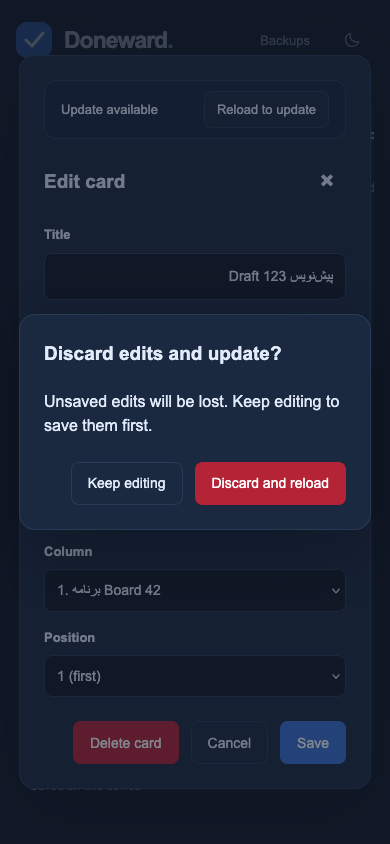 Doneward.
Backups
Update available
Reload to update
Edit card
Title
پیش‌نویس Draft 123
Discard edits and update?
Unsaved edits will be lost. Keep editing to
save them first.
Keep editing
Discard and reload
Column
1. برنامه Board 42
Position
1 (first)
Delete card
Cancel
Save